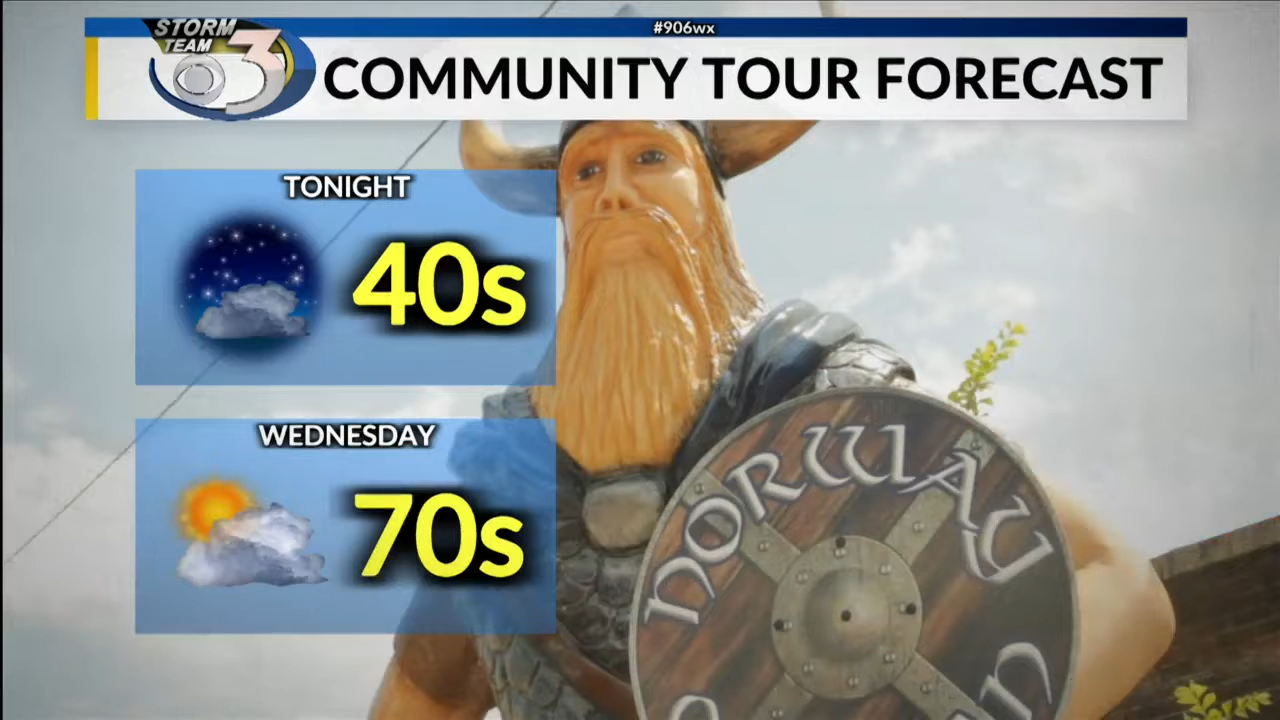 #906wx
STORM
TEAM
3
COMMUNITY TOUR FORECAST
TONIGHT
40s
WEDNESDAY
70s
NORWAY